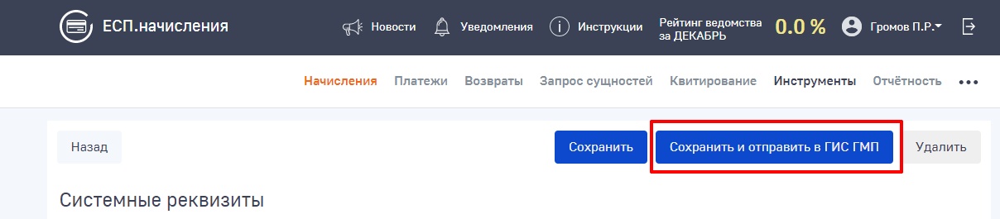 ЕСП.начисления
Новости
Уведомления
Инструкции
Рейтинг ведомства
за ДЕКАБРЬ
0.0 %
Громов П.Р.
Начисления Платежи Возвраты Запрос сущностей Квитирование Инструменты Отчётность
Назад
Сохранить
Сохранить и отправить в ГИС ГМП
Удалить
Системные реквизиты